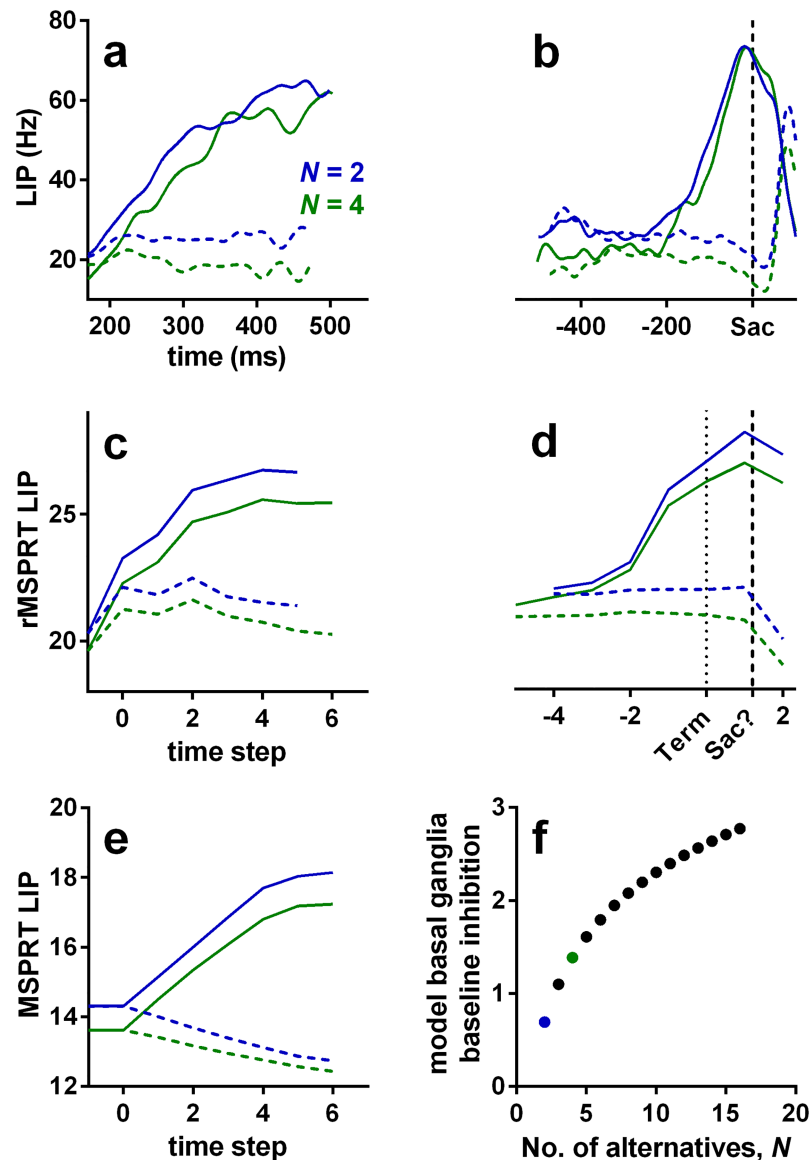 a
80
60
40
20
LIP (Hz)
N = 2
N = 4
200 300 400 500
time (ms)
b
-400 -200 Sac
c
25
20
rMSPRT LIP
0 2 4 6
time step
d
-4 -2 Term Sac? 2
e
20
18
16
14
12
MSPRT LIP
0 2 4 6
time step
f
3
2
1
0
model basal ganglia
baseline inhibition
0 5 10 15 20
No. of alternatives, N